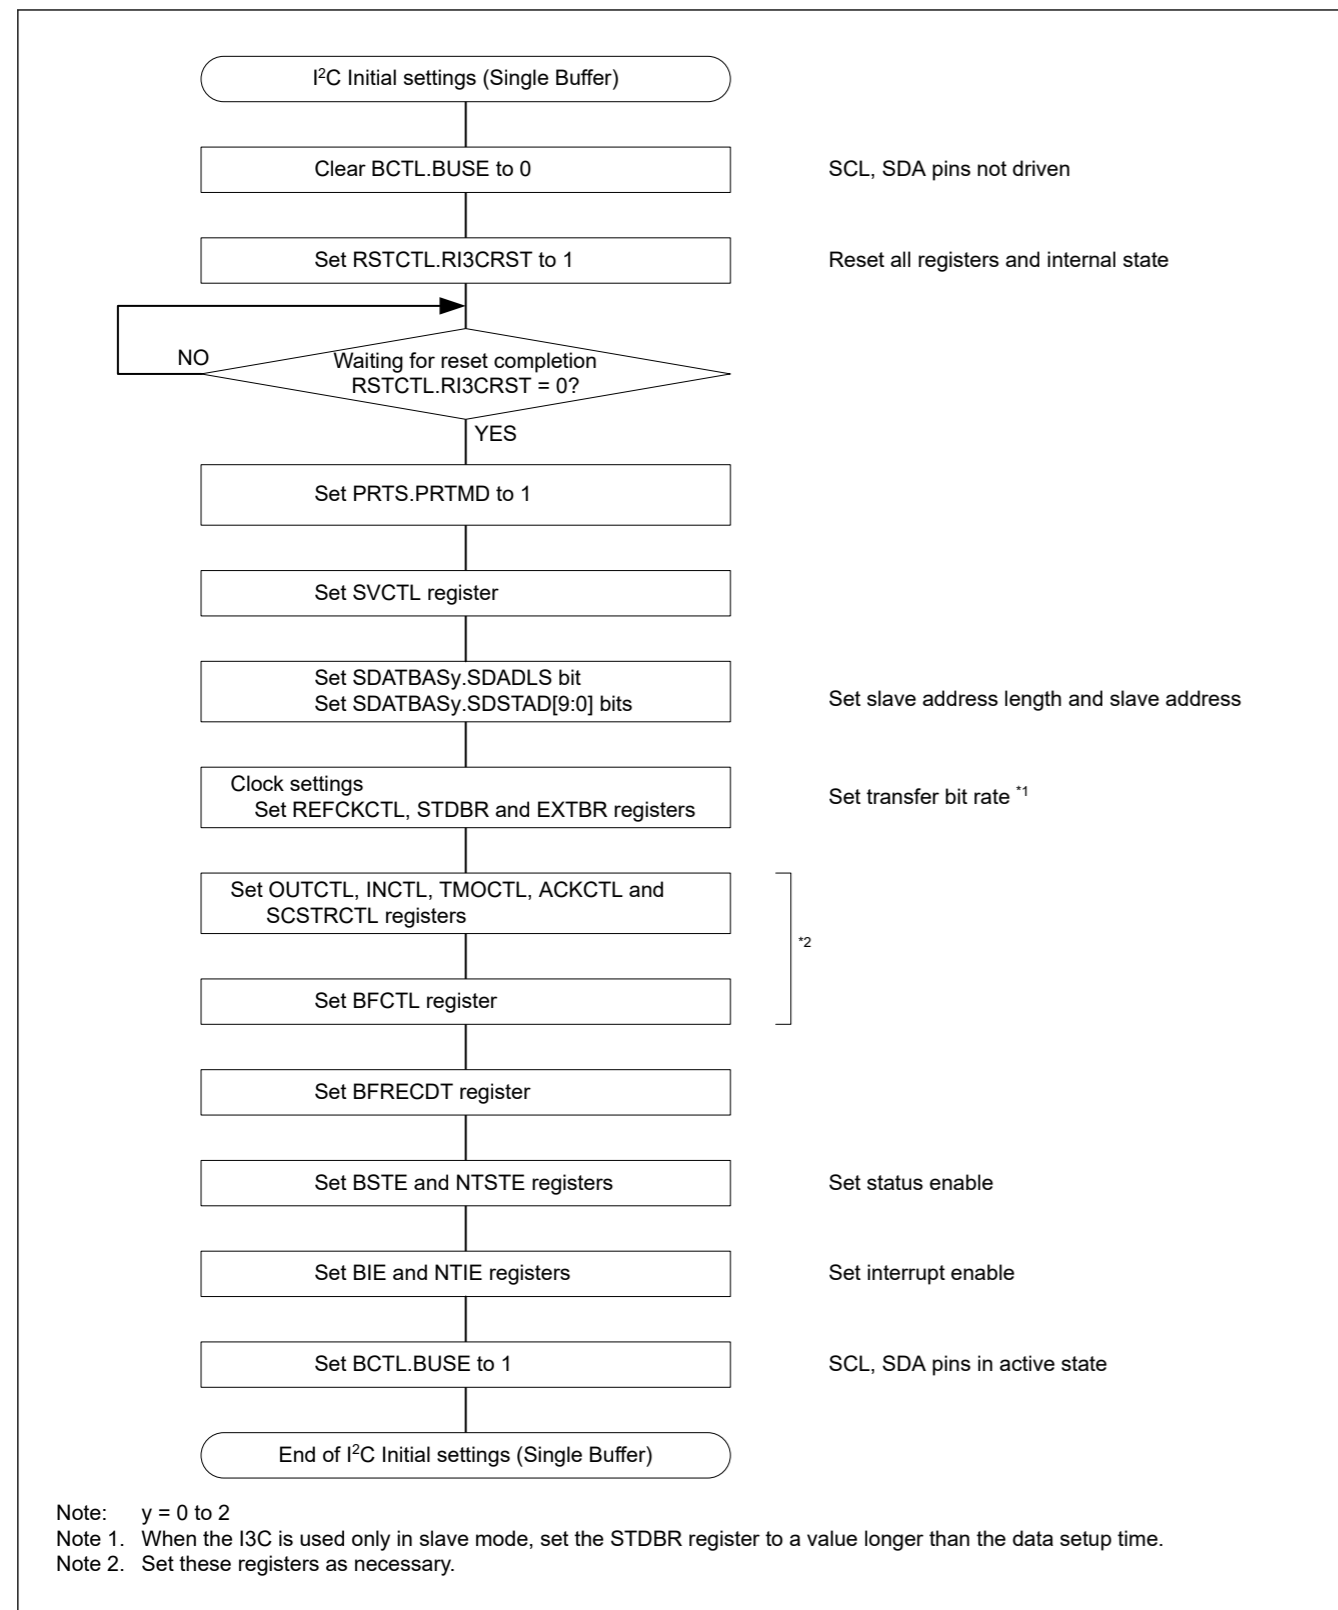 I²C Initial settings (Single Buffer)
Clear BCTL.BUSE to 0
SCL, SDA pins not driven
Set RSTCTL.RI3CRST to 1
Reset all registers and internal state
NO
Waiting for reset completion
RSTCTL.RI3CRST = 0?
YES
Set PRTS.PRTMD to 1
Set SVCTL register
Set SDATBASy.SDADLS bit
Set SDATBASy.SDSTAD[9:0] bits
Set slave address length and slave address
Clock settings
Set REFCKCTL, STDBR and EXTBR registers
Set transfer bit rate *1
Set OUTCTL, INCTL, TMOCTL, ACKCTL and
SCSTRCTL registers
*2
Set BFCTL register
Set BFRECDT register
Set BSTE and NTSTE registers
Set status enable
Set BIE and NTIE registers
Set interrupt enable
Set BCTL.BUSE to 1
SCL, SDA pins in active state
End of I²C Initial settings (Single Buffer)
Note: y = 0 to 2
Note 1. When the I3C is used only in slave mode, set the STDBR register to a value longer than the data setup time.
Note 2. Set these registers as necessary.